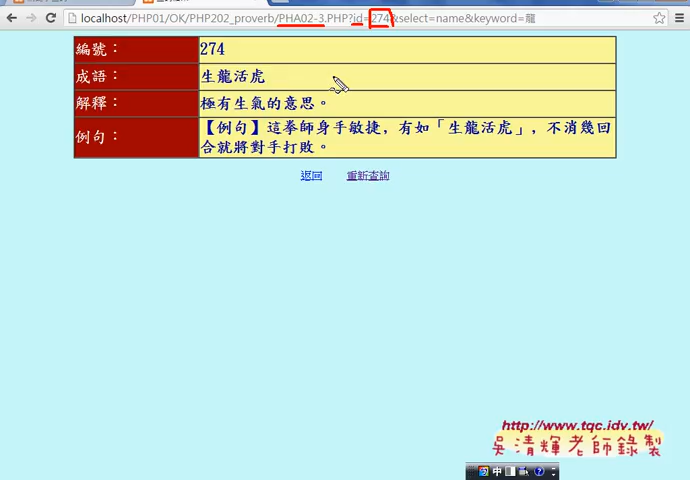 localhost/PHP01/OK/PHP202_proverb/PHA02-3.PHP?id=274&select=name&keyword=龍
編號： 274
成語： 生龍活虎
解釋： 極有生氣的意思。
例句： 【例句】這拳師身手敏捷，有如「生龍活虎」，不消幾回
合就將對手打敗。
返回 重新查詢
http://www.tqc.idv.tw/
吳清輝老師錄製
中